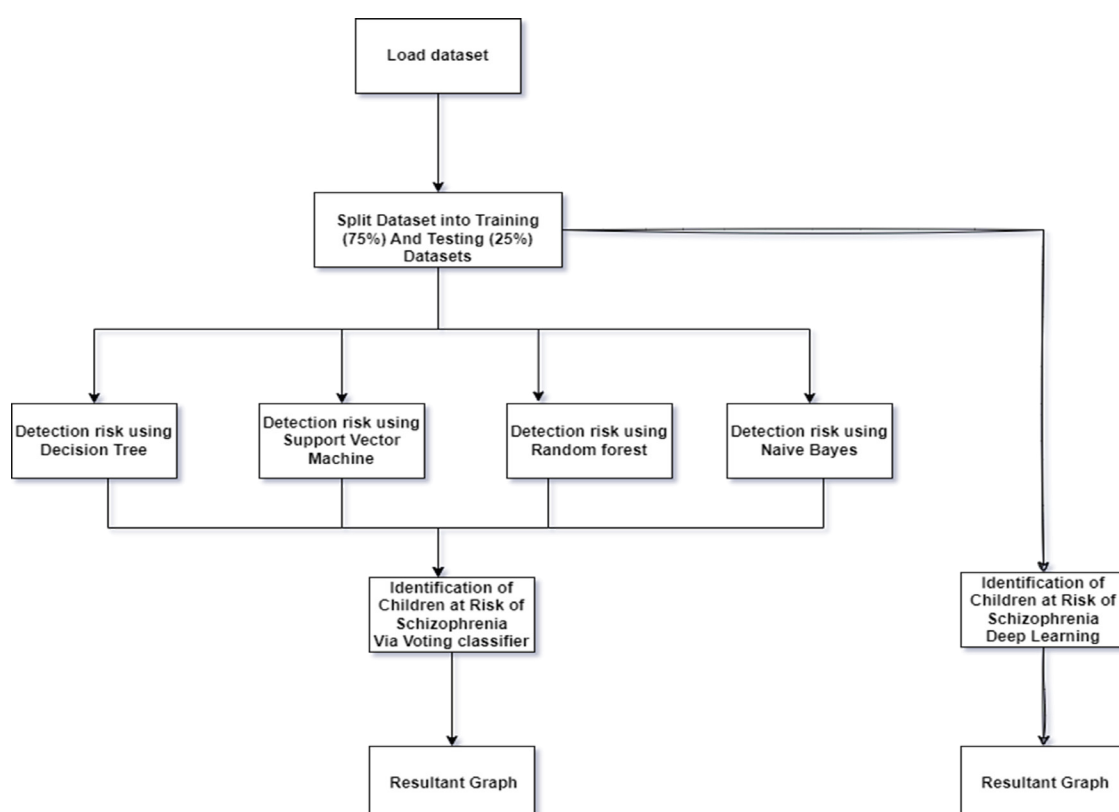 Load dataset
Split Dataset into Training
(75%) And Testing (25%)
Datasets
Detection risk using
Decision Tree
Detection risk using
Support Vector
Machine
Detection risk using
Random forest
Detection risk using
Naive Bayes
Identification of
Children at Risk of
Schizophrenia
Via Voting classifier
Identification of
Children at Risk of
Schizophrenia
Deep Learning
Resultant Graph
Resultant Graph